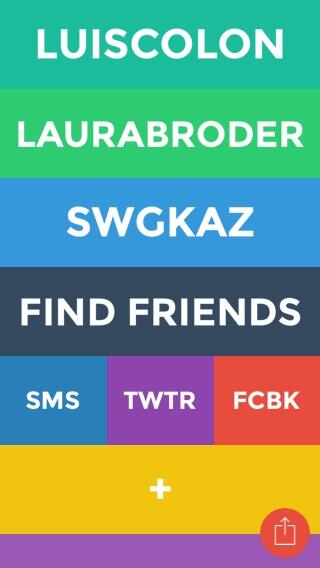 LUISCOLON
LAURABRODER
SWGKAZ
FIND FRIENDS
SMS TWTR FCBK
+